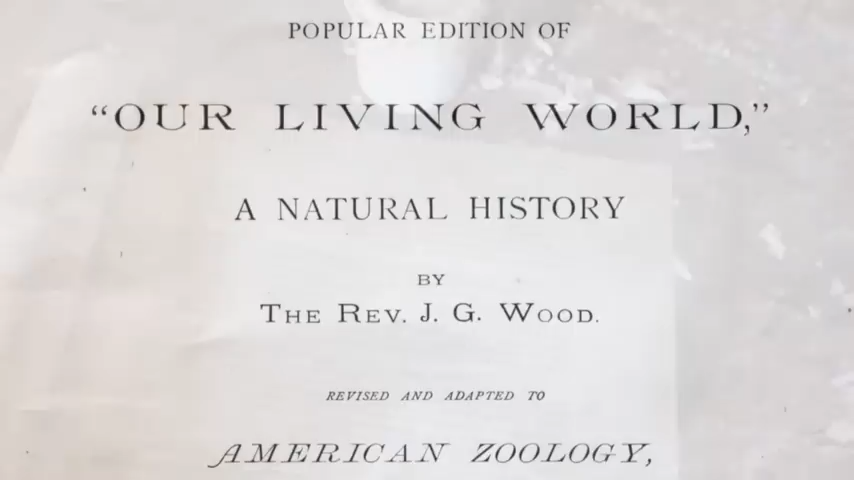 POPULAR EDITION OF
“OUR LIVING WORLD,”
A NATURAL HISTORY
BY
THE REV. J. G. WOOD.
REVISED AND ADAPTED TO
AMERICAN ZOOLOGY,